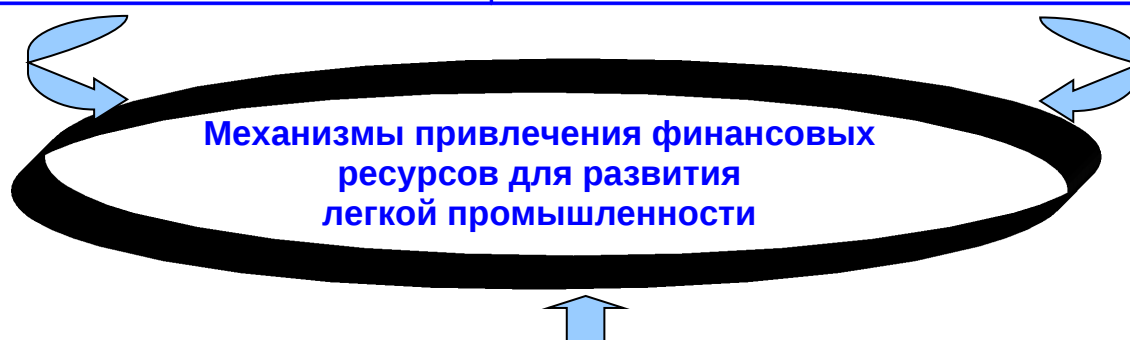 Механизмы привлечения финансовых
ресурсов для развития
легкой промышленности